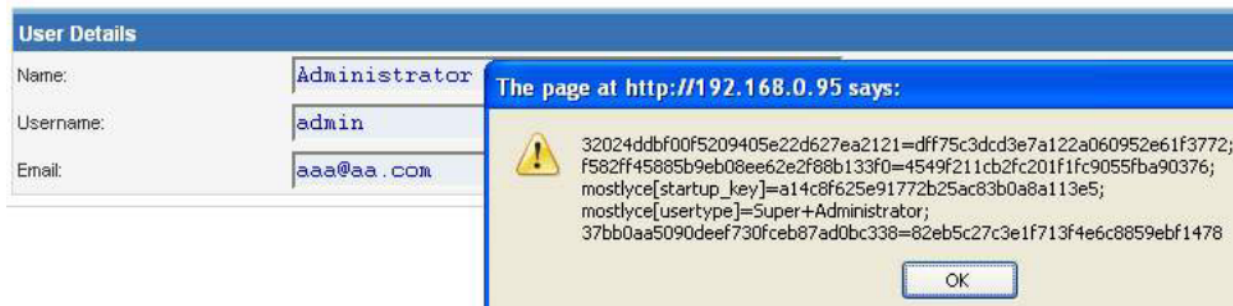 User Details
Name:
Administrator
Username:
admin
Email:
aaa@aa.com
The page at http://192.168.0.95 says:
32024ddbf00f5209405e22d627ea2121=dff75c3dcd3e7a122a060952e61f3772;
f582ff45885b9eb08ee62e2f88b133f0=4549f211cb2fc201f1fc9055fba90376;
mostlyce[startup_key]=a14c8f625e91772b25ac83b0a8a113e5;
mostlyce[usertype]=Super+Administrator;
37bb0aa5090deef730fceb87ad0bc338=82eb5c27c3e1f713f4e6c8859ebf1478
OK